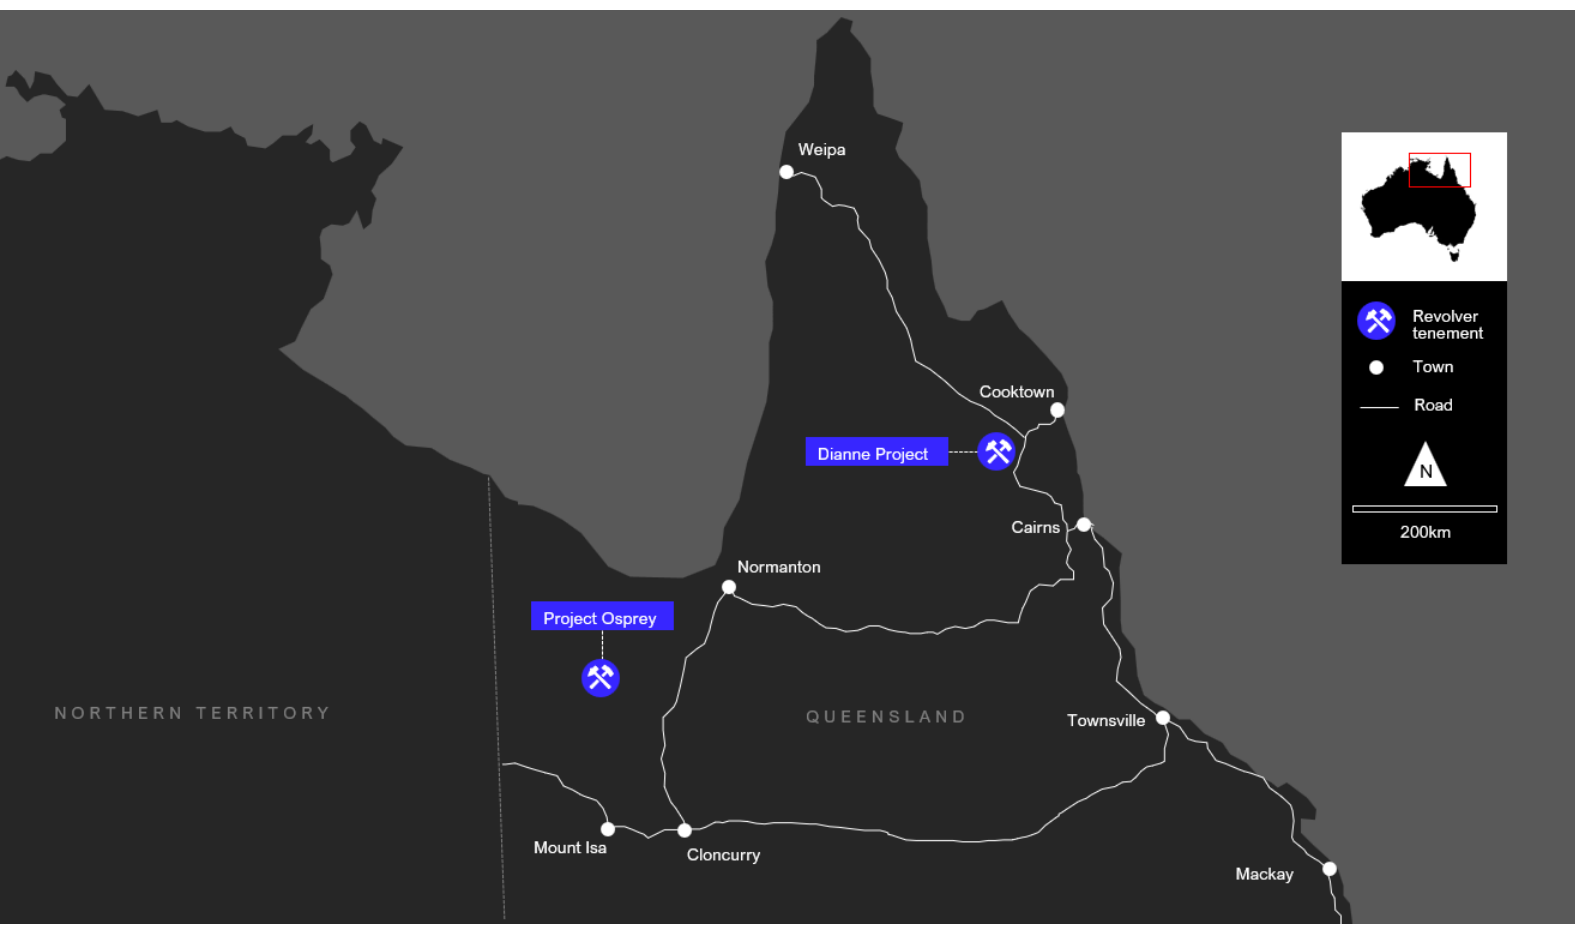 Weipa
Cooktown
Dianne Project
Cairns
Normanton
Project Osprey
NORTHERN TERRITORY
QUEENSLAND
Townsville
Mount Isa
Cloncurry
Mackay
Revolver
tenement
Town
Road
N
200km